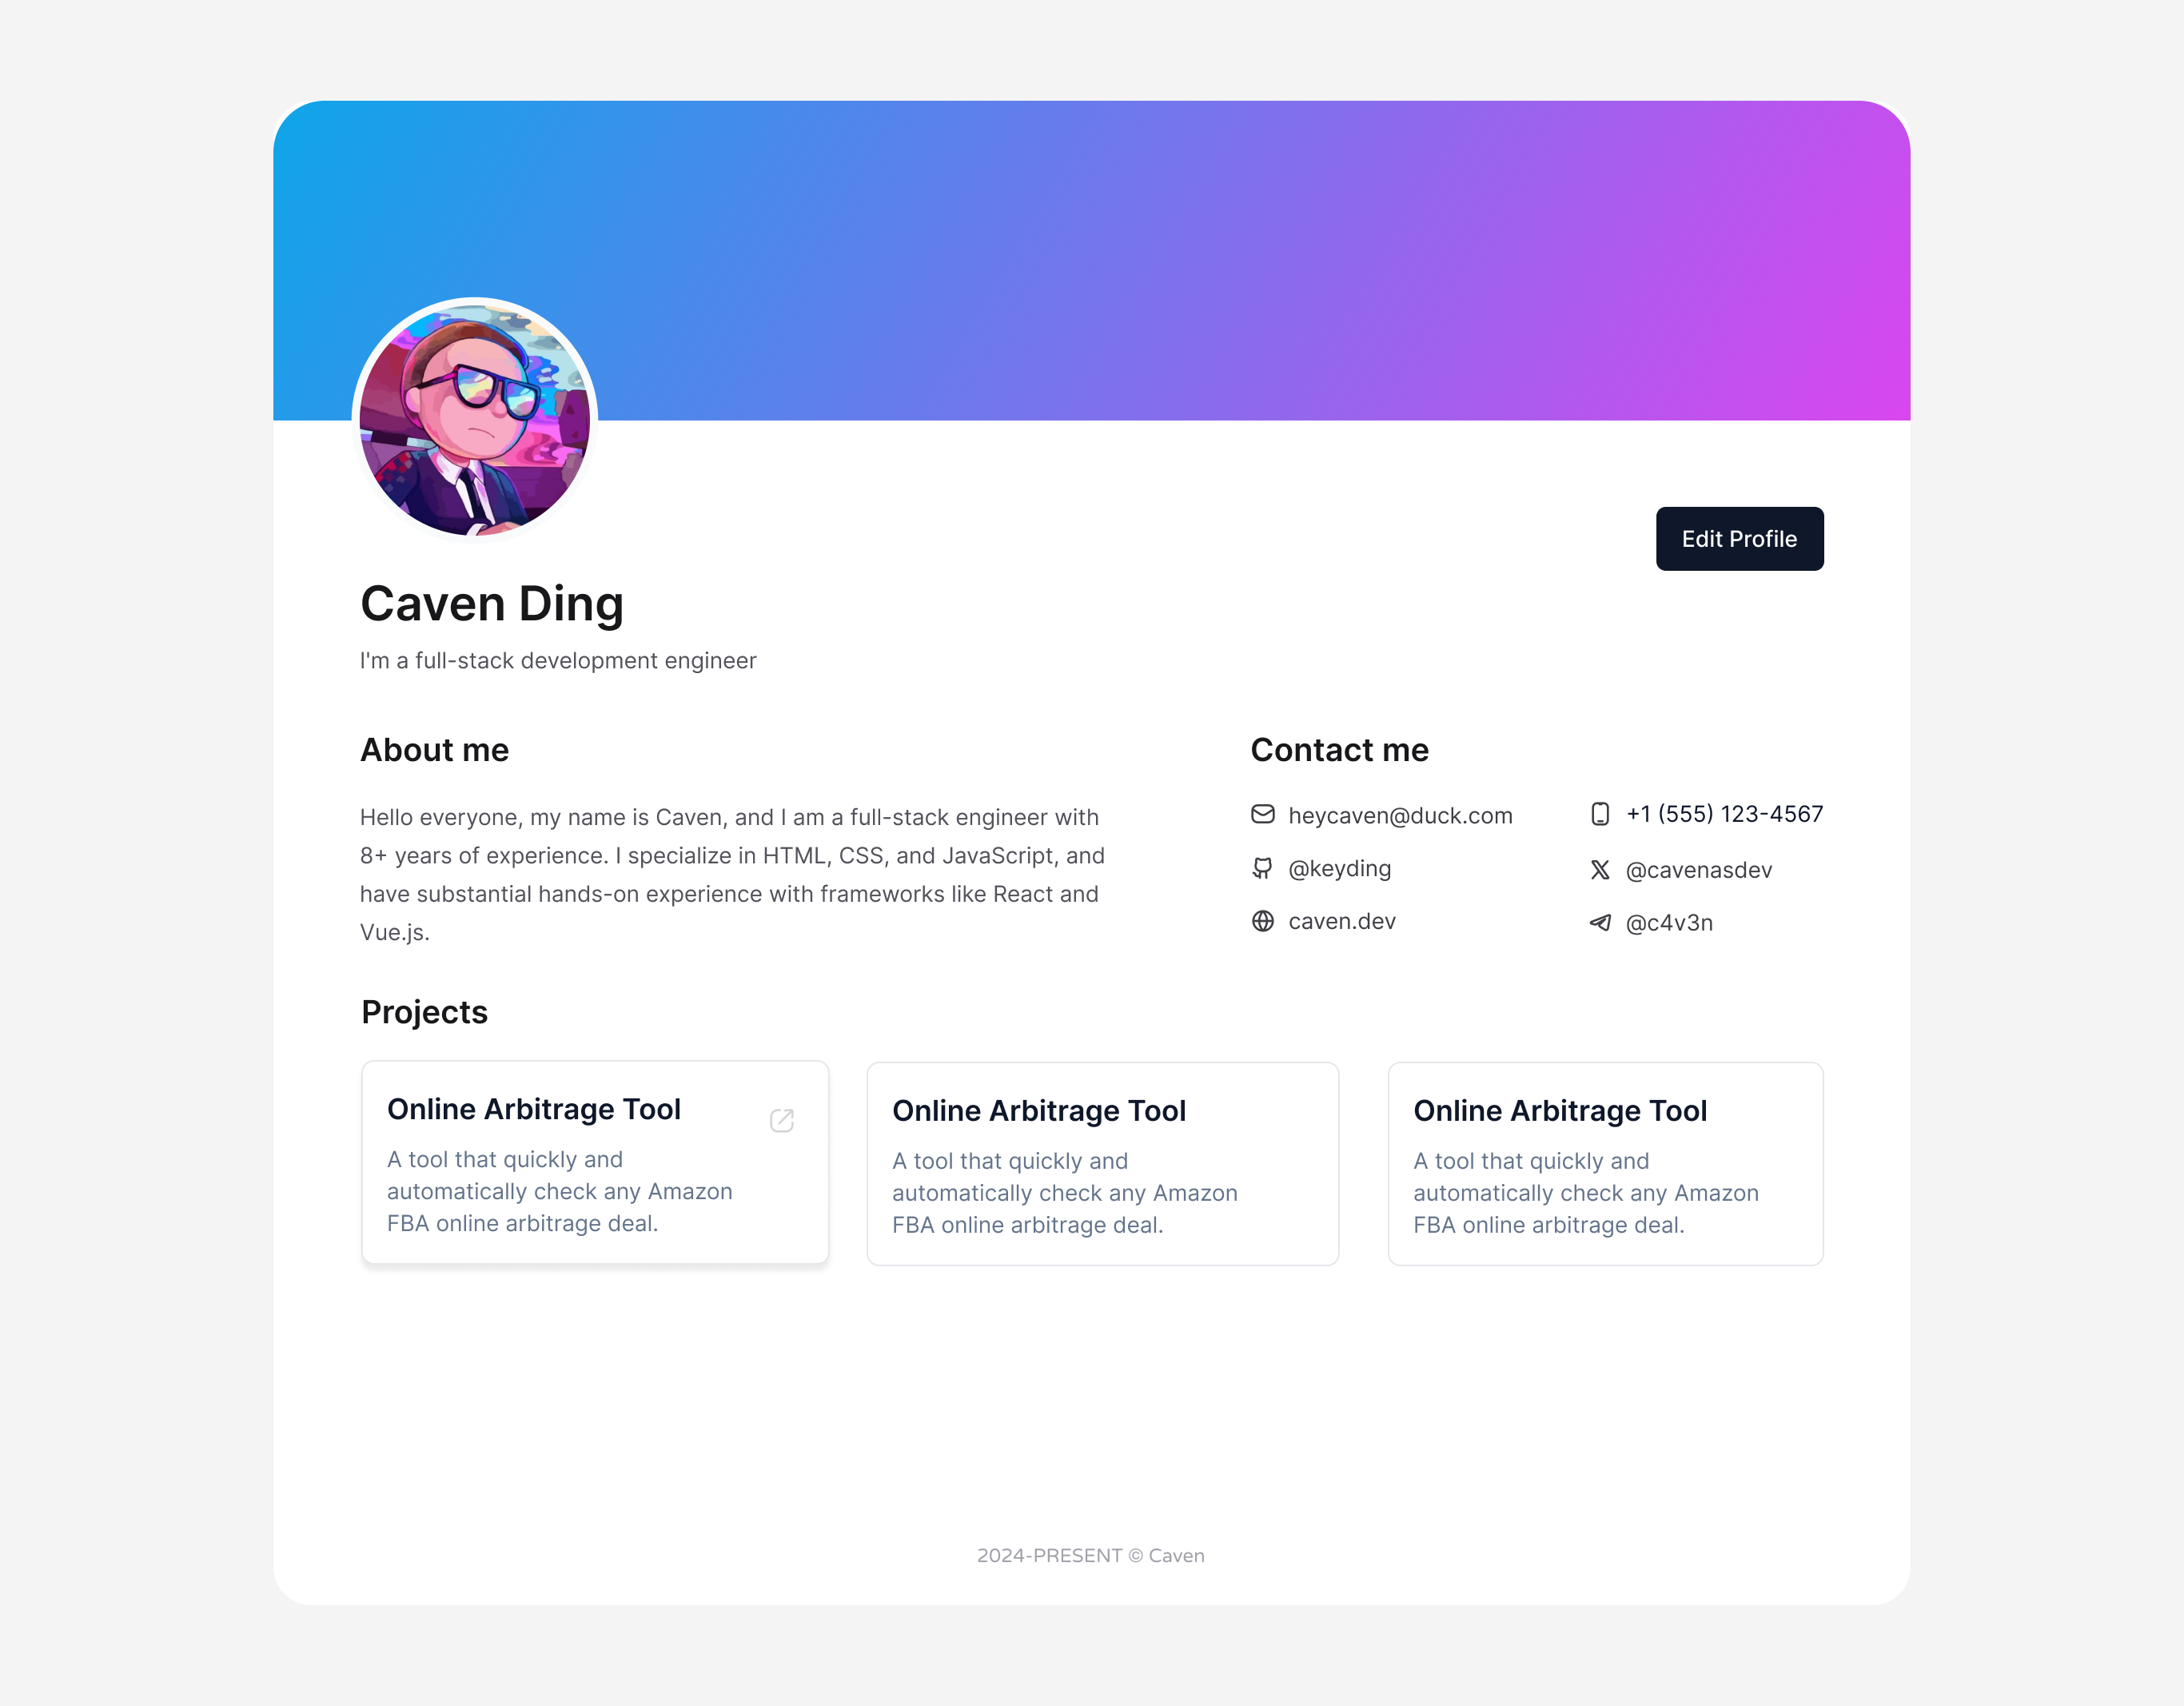 Edit Profile
Caven Ding
I'm a full-stack development engineer
About me
Hello everyone, my name is Caven, and I am a full-stack engineer with
8+ years of experience. I specialize in HTML, CSS, and JavaScript, and
have substantial hands-on experience with frameworks like React and
Vue.js.
Contact me
heycaven@duck.com
+1 (555) 123-4567
@keyding
@cavenasdev
caven.dev
@c4v3n
Projects
Online Arbitrage Tool
A tool that quickly and
automatically check any Amazon
FBA online arbitrage deal.
Online Arbitrage Tool
A tool that quickly and
automatically check any Amazon
FBA online arbitrage deal.
Online Arbitrage Tool
A tool that quickly and
automatically check any Amazon
FBA online arbitrage deal.
2024-PRESENT © Caven